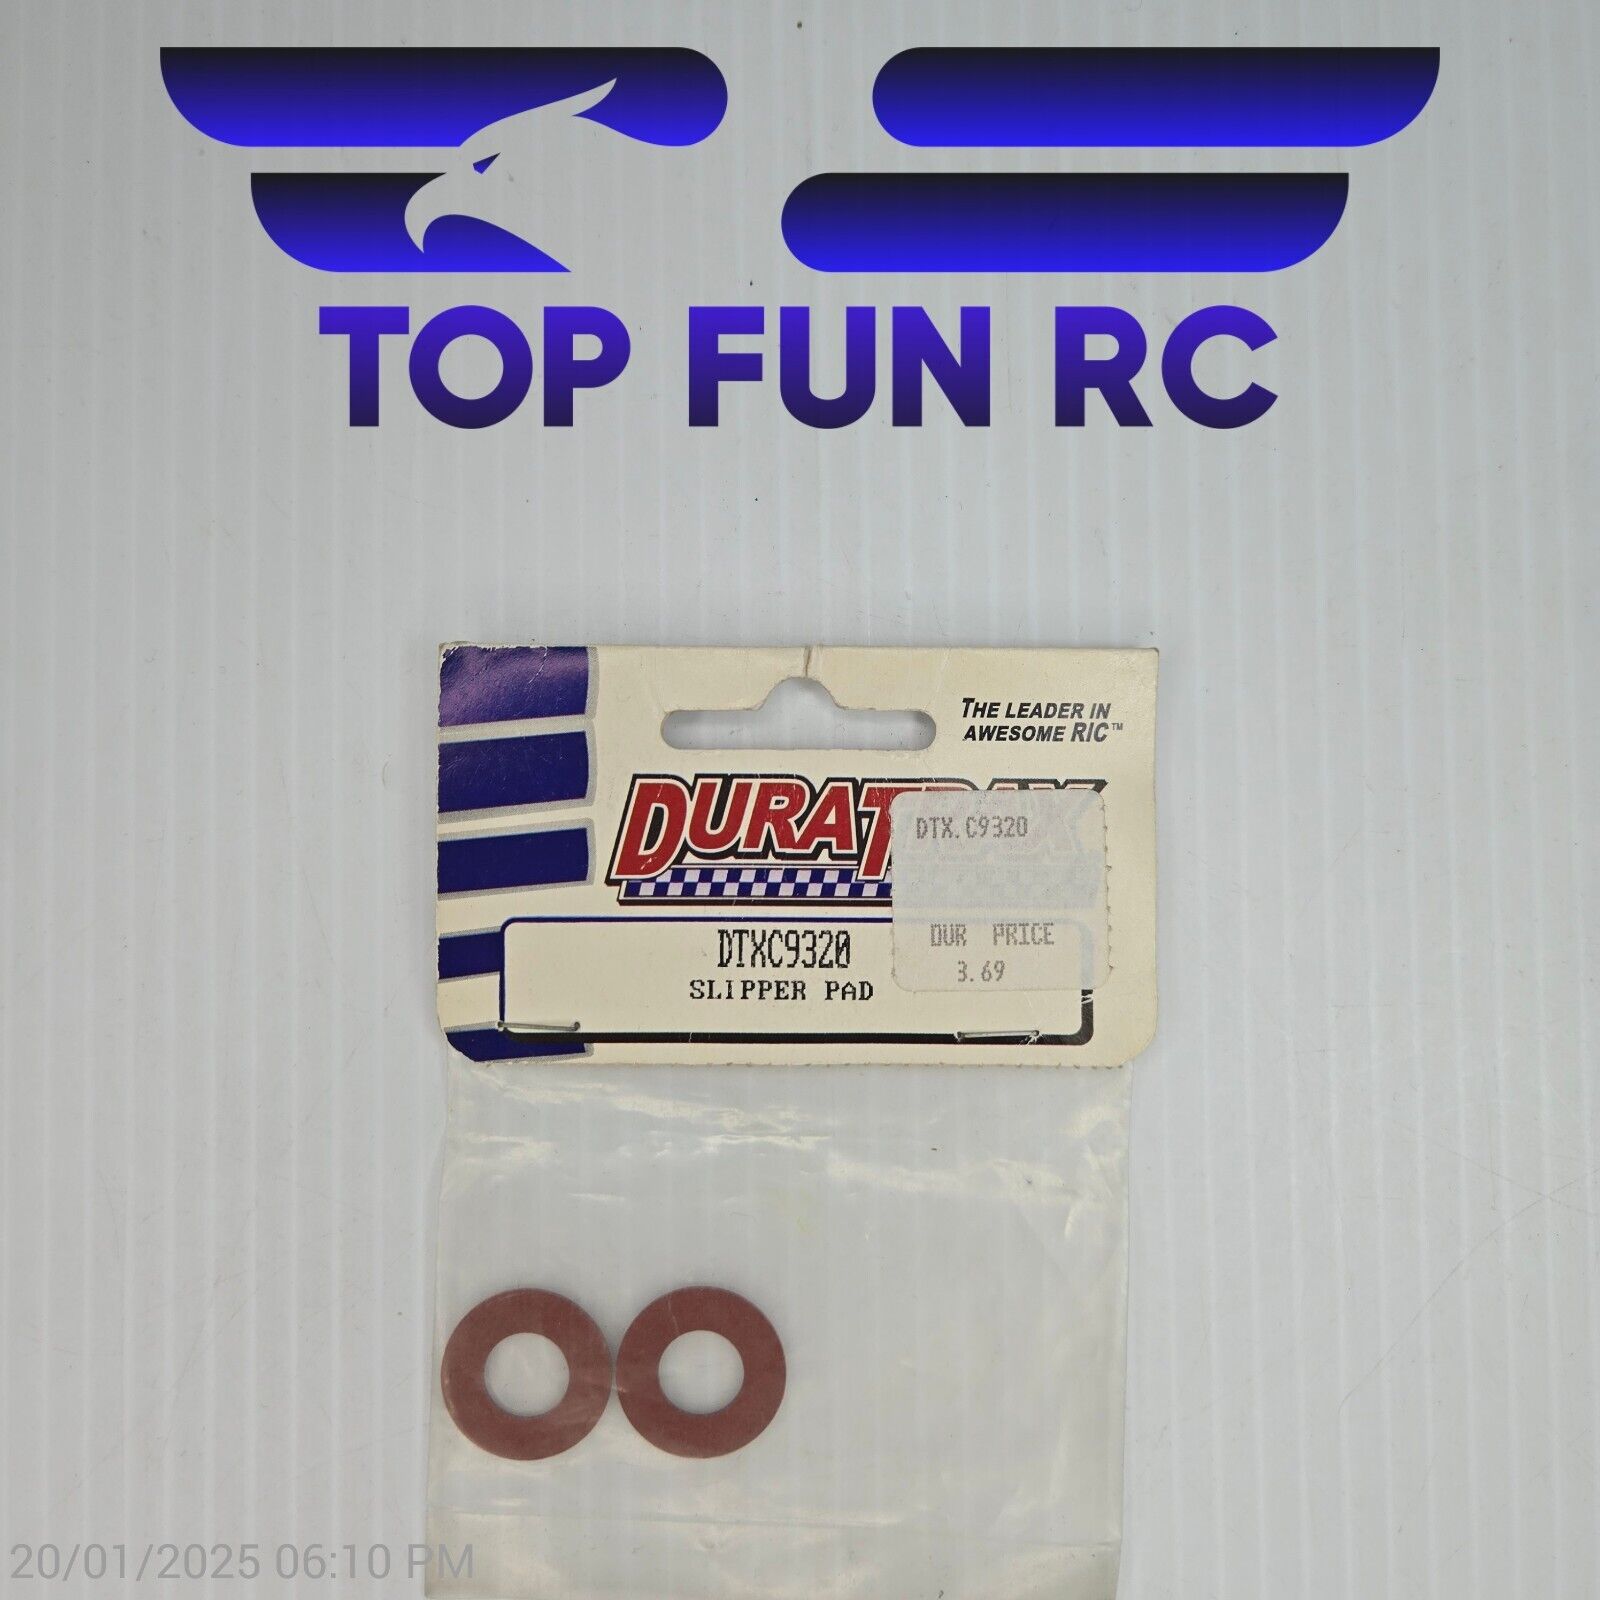 TOP FUN RC
THE LEADER IN
AWESOME R/C™
DURATRAX
DTX.C9320
OUR PRICE
3.69
DTXC9320
SLIPPER PAD
20/01/2025 06:10 PM